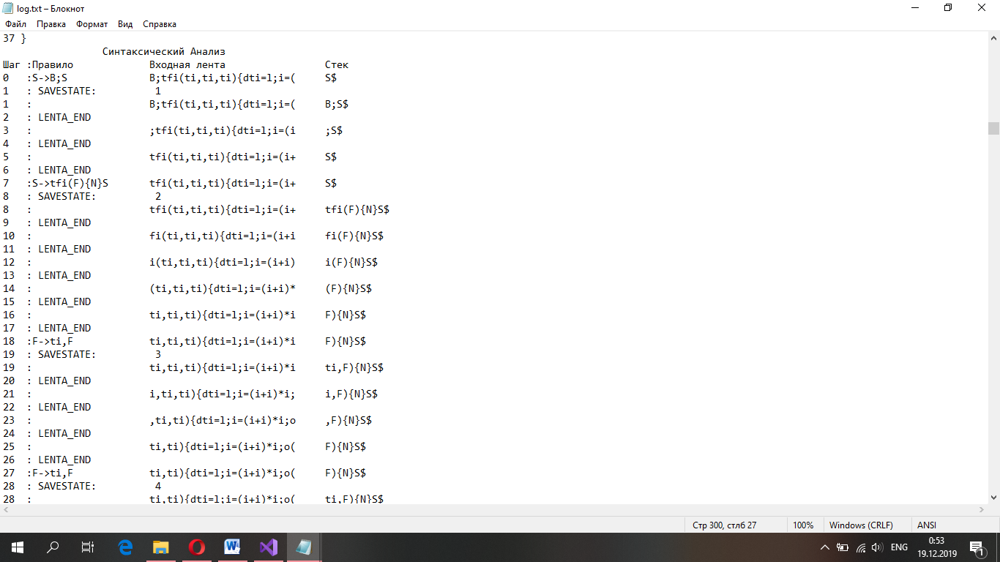 log.txt – Блокнот
Файл Правка Формат Вид Справка
37 }
Синтаксический Анализ
Шаг :Правило Входная лента Стек
0 :S->B;S B;tfi(ti,ti,ti){dti=l;i=( S$
1 : SAVESTATE: 1
1 : B;tfi(ti,ti,ti){dti=l;i=( B;S$
2 : LENTA_END
3 : ;tfi(ti,ti,ti){dti=l;i=(i ;S$
4 : LENTA_END
5 : tfi(ti,ti,ti){dti=l;i=(i+ S$
6 : LENTA_END
7 :S->tfi(F){N}S tfi(ti,ti,ti){dti=l;i=(i+ S$
8 : SAVESTATE: 2
8 : tfi(ti,ti,ti){dti=l;i=(i+ tfi(F){N}S$
9 : LENTA_END
10 : fi(ti,ti,ti){dti=l;i=(i+i fi(F){N}S$
11 : LENTA_END
12 : i(ti,ti,ti){dti=l;i=(i+i) i(F){N}S$
13 : LENTA_END
14 : (ti,ti,ti){dti=l;i=(i+i)* (F){N}S$
15 : LENTA_END
16 : ti,ti,ti){dti=l;i=(i+i)*i F){N}S$
17 : LENTA_END
18 :F->ti,F ti,ti,ti){dti=l;i=(i+i)*i F){N}S$
19 : SAVESTATE: 3
19 : ti,ti,ti){dti=l;i=(i+i)*i ti,F){N}S$
20 : LENTA_END
21 : i,ti,ti){dti=l;i=(i+i)*i; i,F){N}S$
22 : LENTA_END
23 : ,ti,ti){dti=l;i=(i+i)*i;o ,F){N}S$
24 : LENTA_END
25 : ti,ti){dti=l;i=(i+i)*i;o( F){N}S$
26 : LENTA_END
27 :F->ti,F ti,ti){dti=l;i=(i+i)*i;o( F){N}S$
28 : SAVESTATE: 4
28 : ti,ti){dti=l;i=(i+i)*i;o( ti,F){N}S$
Стр 300, стлб 27 100% Windows (CRLF) ANSI
ENG 0:53
19.12.2019
1